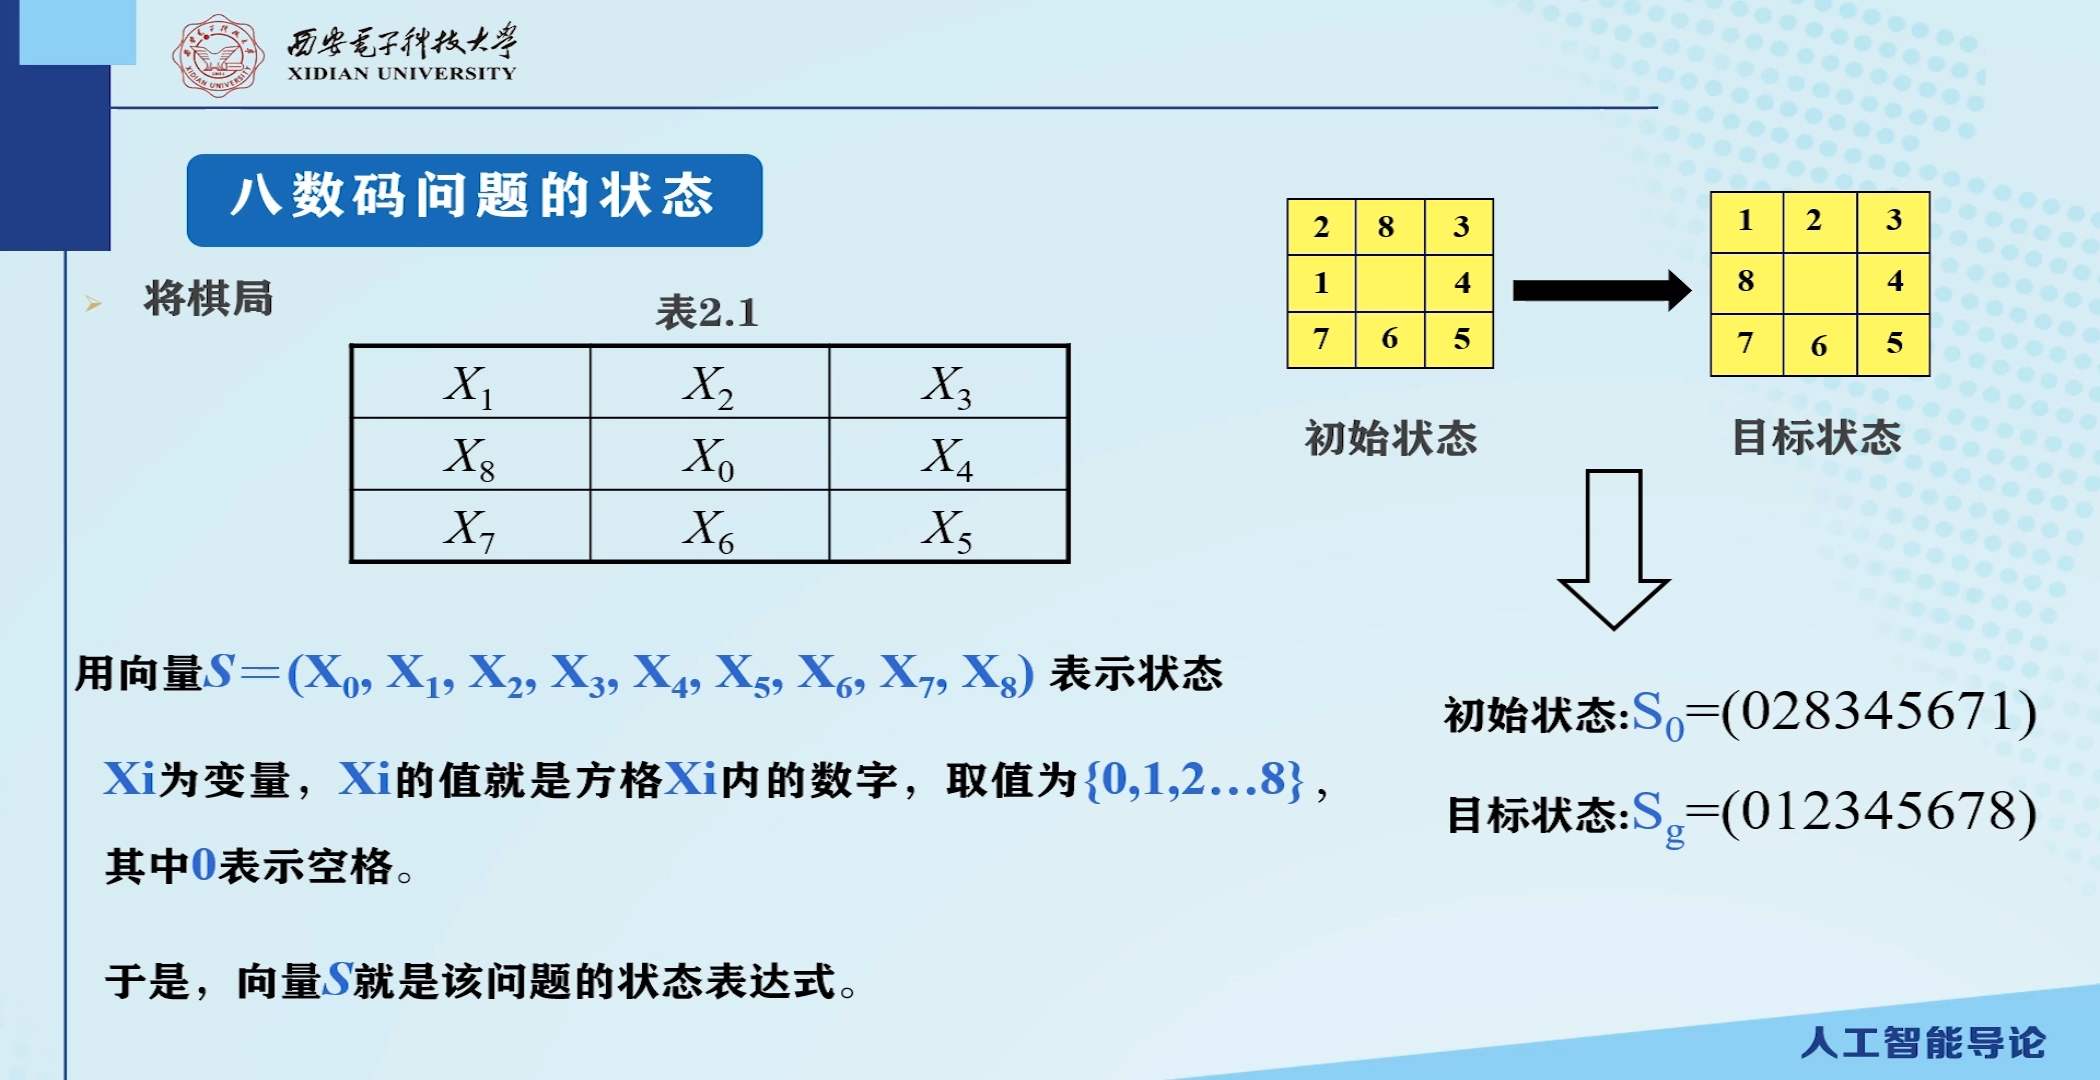 西安电子科技大学
XIDIAN UNIVERSITY
八数码问题的状态
将棋局
表2.1
X1 X2 X3
X8 X0 X4
X7 X6 X5
2 8 3
1 4
7 6 5
初始状态
1 2 3
8 4
7 6 5
目标状态
用向量S=(X0, X1, X2, X3, X4, X5, X6, X7, X8) 表示状态
Xi为变量，Xi的值就是方格Xi内的数字，取值为{0,1,2…8}，
其中0表示空格。
于是，向量S就是该问题的状态表达式。
初始状态:S0=(028345671)
目标状态:Sg=(012345678)
人工智能导论